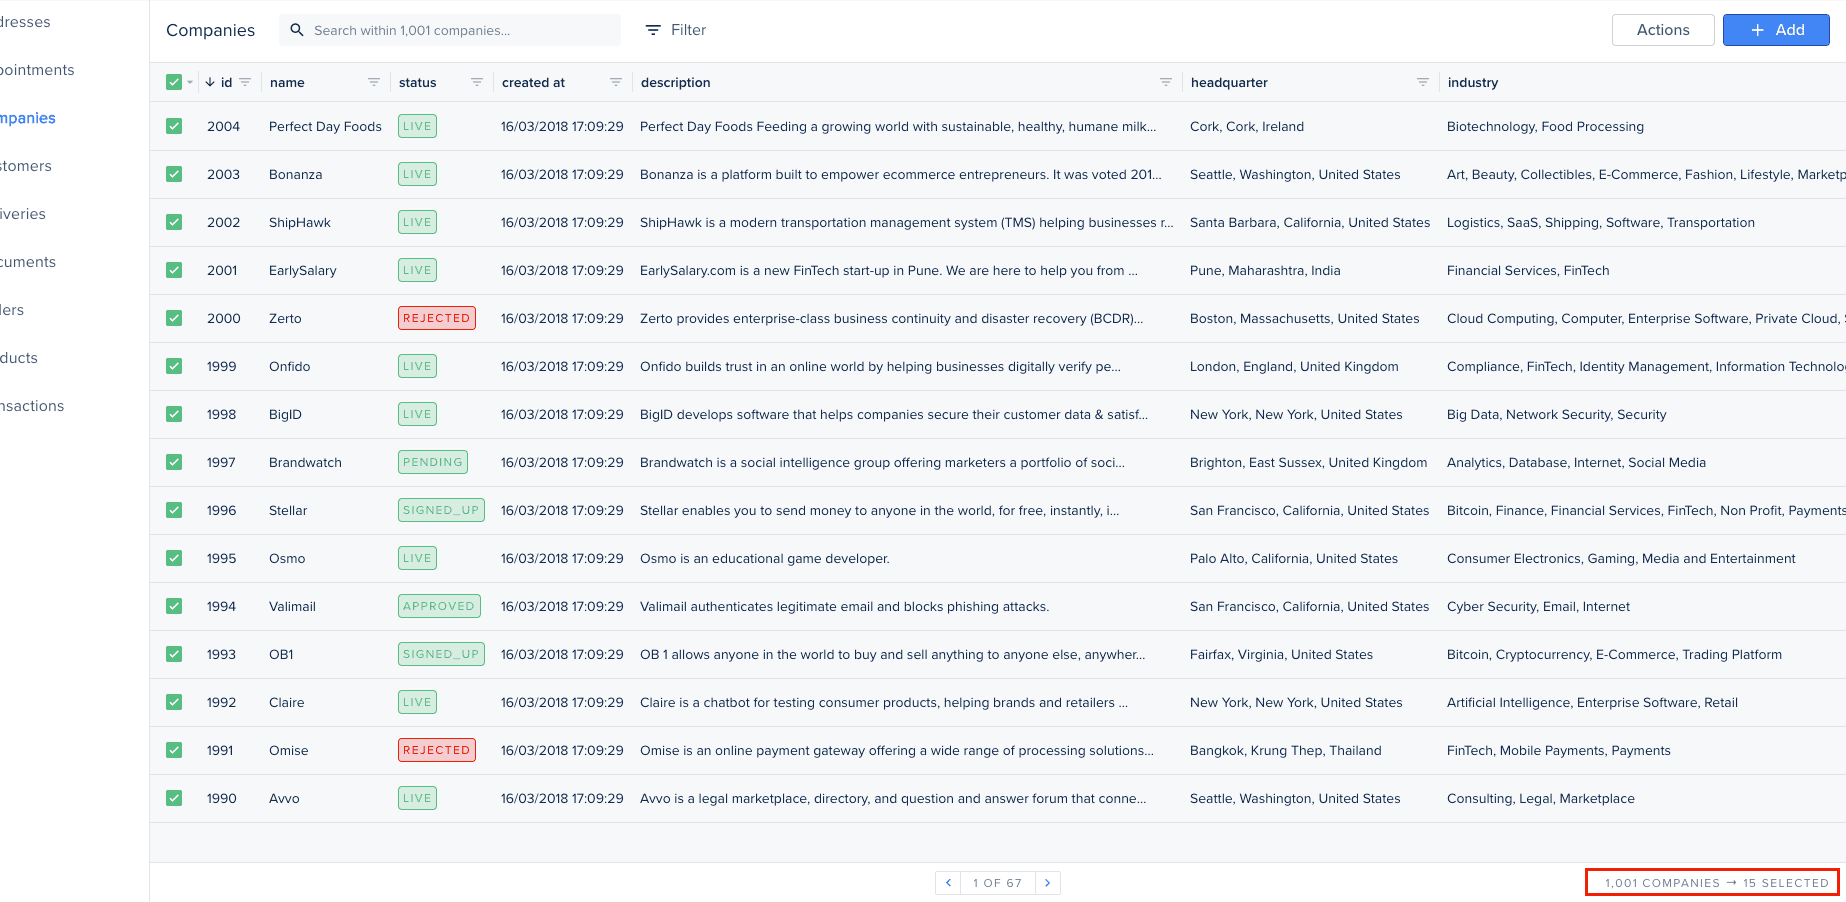 Companies Search within 1,001 companies... Filter Actions + Add
dresses
pointments
mpanies
stomers
iveries
cuments
lers
ducts
nsactions
id name status created at description headquarter industry
2004 Perfect Day Foods LIVE 16/03/2018 17:09:29 Perfect Day Foods Feeding a growing world with sustainable, healthy, humane milk... Cork, Cork, Ireland Biotechnology, Food Processing
2003 Bonanza LIVE 16/03/2018 17:09:29 Bonanza is a platform built to empower ecommerce entrepreneurs. It was voted 201... Seattle, Washington, United States Art, Beauty, Collectibles, E-Commerce, Fashion, Lifestyle, Marketp
2002 ShipHawk LIVE 16/03/2018 17:09:29 ShipHawk is a modern transportation management system (TMS) helping businesses r... Santa Barbara, California, United States Logistics, SaaS, Shipping, Software, Transportation
2001 EarlySalary LIVE 16/03/2018 17:09:29 EarlySalary.com is a new FinTech start-up in Pune. We are here to help you from ... Pune, Maharashtra, India Financial Services, FinTech
2000 Zerto REJECTED 16/03/2018 17:09:29 Zerto provides enterprise-class business continuity and disaster recovery (BCDR)... Boston, Massachusetts, United States Cloud Computing, Computer, Enterprise Software, Private Cloud,
1999 Onfido LIVE 16/03/2018 17:09:29 Onfido builds trust in an online world by helping businesses digitally verify pe... London, England, United Kingdom Compliance, FinTech, Identity Management, Information Technolo
1998 BigID LIVE 16/03/2018 17:09:29 BigID develops software that helps companies secure their customer data & satisf... New York, New York, United States Big Data, Network Security, Security
1997 Brandwatch PENDING 16/03/2018 17:09:29 Brandwatch is a social intelligence group offering marketers a portfolio of soci... Brighton, East Sussex, United Kingdom Analytics, Database, Internet, Social Media
1996 Stellar SIGNED_UP 16/03/2018 17:09:29 Stellar enables you to send money to anyone in the world, for free, instantly, i... San Francisco, California, United States Bitcoin, Finance, Financial Services, FinTech, Non Profit, Payments
1995 Osmo LIVE 16/03/2018 17:09:29 Osmo is an educational game developer. Palo Alto, California, United States Consumer Electronics, Gaming, Media and Entertainment
1994 Valimail APPROVED 16/03/2018 17:09:29 Valimail authenticates legitimate email and blocks phishing attacks. San Francisco, California, United States Cyber Security, Email, Internet
1993 OB1 SIGNED_UP 16/03/2018 17:09:29 OB 1 allows anyone in the world to buy and sell anything to anyone else, anywher... Fairfax, Virginia, United States Bitcoin, Cryptocurrency, E-Commerce, Trading Platform
1992 Claire LIVE 16/03/2018 17:09:29 Claire is a chatbot for testing consumer products, helping brands and retailers ... New York, New York, United States Artificial Intelligence, Enterprise Software, Retail
1991 Omise REJECTED 16/03/2018 17:09:29 Omise is an online payment gateway offering a wide range of processing solutions... Bangkok, Krung Thep, Thailand FinTech, Mobile Payments, Payments
1990 Avvo LIVE 16/03/2018 17:09:29 Avvo is a legal marketplace, directory, and question and answer forum that conne... Seattle, Washington, United States Consulting, Legal, Marketplace
1 OF 67 1,001 COMPANIES → 15 SELECTED